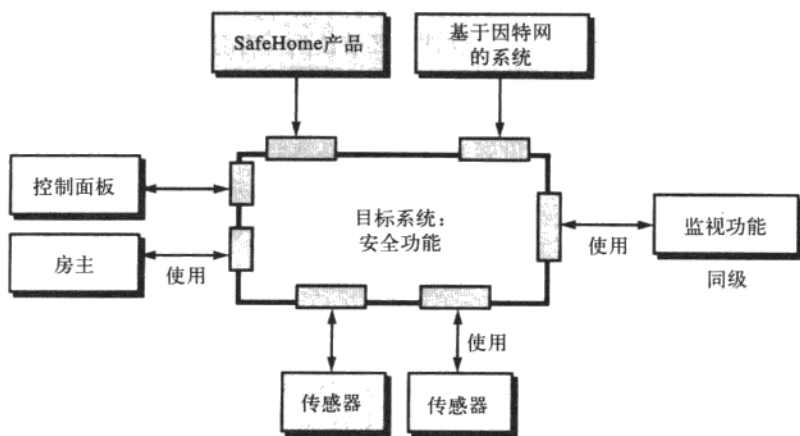 SafeHome产品
基于因特网
的系统
控制面板
目标系统：
安全功能
监视功能
使用
房主
使用
同级
使用
传感器
传感器